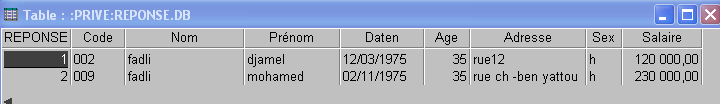 Table : :PRIVE:REPONSE.DB
REPONSE Code Nom Prénom Daten Age Adresse Sex Salaire
1 002 fadli djamel 12/03/1975 35 rue12 h 120 000,00
2 009 fadli mohamed 02/11/1975 35 rue ch -ben yattou h 230 000,00